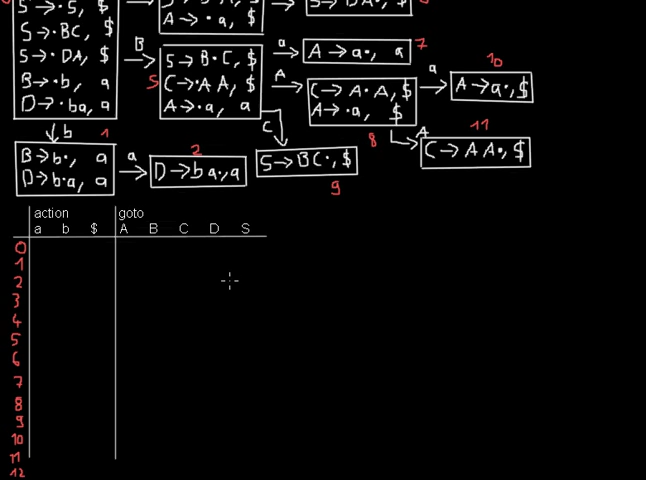 S'→·S, $
S→·BC, $
S→·DA, $
B→·b, a
D→·ba, a
A→·a, $
B
5
S→B·C, $
C→·AA, $
A→·a, a
a
A→a·, a
7
A
C→A·A, $
A→·a, $
8
a
10
A→a·, $
A
11
C→AA·, $
C
S→BC·, $
9
b
1
B→b·, a
D→b·a, a
a
2
D→ba·, a
action goto
a b $ A B C D S
0
1
2
3
4
5
6
7
8
9
10
11
12